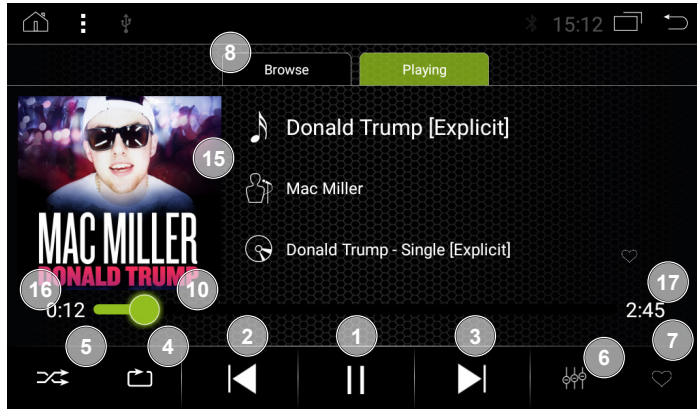 15:12
8
Browse
Playing
Donald Trump [Explicit]
15
Mac Miller
MAC MILLER
DONALD TRUMP
Donald Trump - Single [Explicit]
16
10
17
0:12
2:45
5
4
2
1
3
6
7